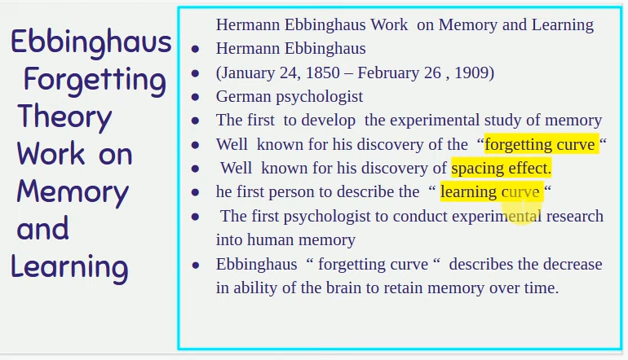 Ebbinghaus
Forgetting
Theory
Work on
Memory
and
Learning
Hermann Ebbinghaus Work on Memory and Learning
● Hermann Ebbinghaus
● (January 24, 1850 – February 26 , 1909)
● German psychologist
● The first to develop the experimental study of memory
● Well known for his discovery of the “forgetting curve “
● Well known for his discovery of spacing effect.
● he first person to describe the “ learning curve “
● The first psychologist to conduct experimental research
into human memory
● Ebbinghaus “ forgetting curve “ describes the decrease
in ability of the brain to retain memory over time.